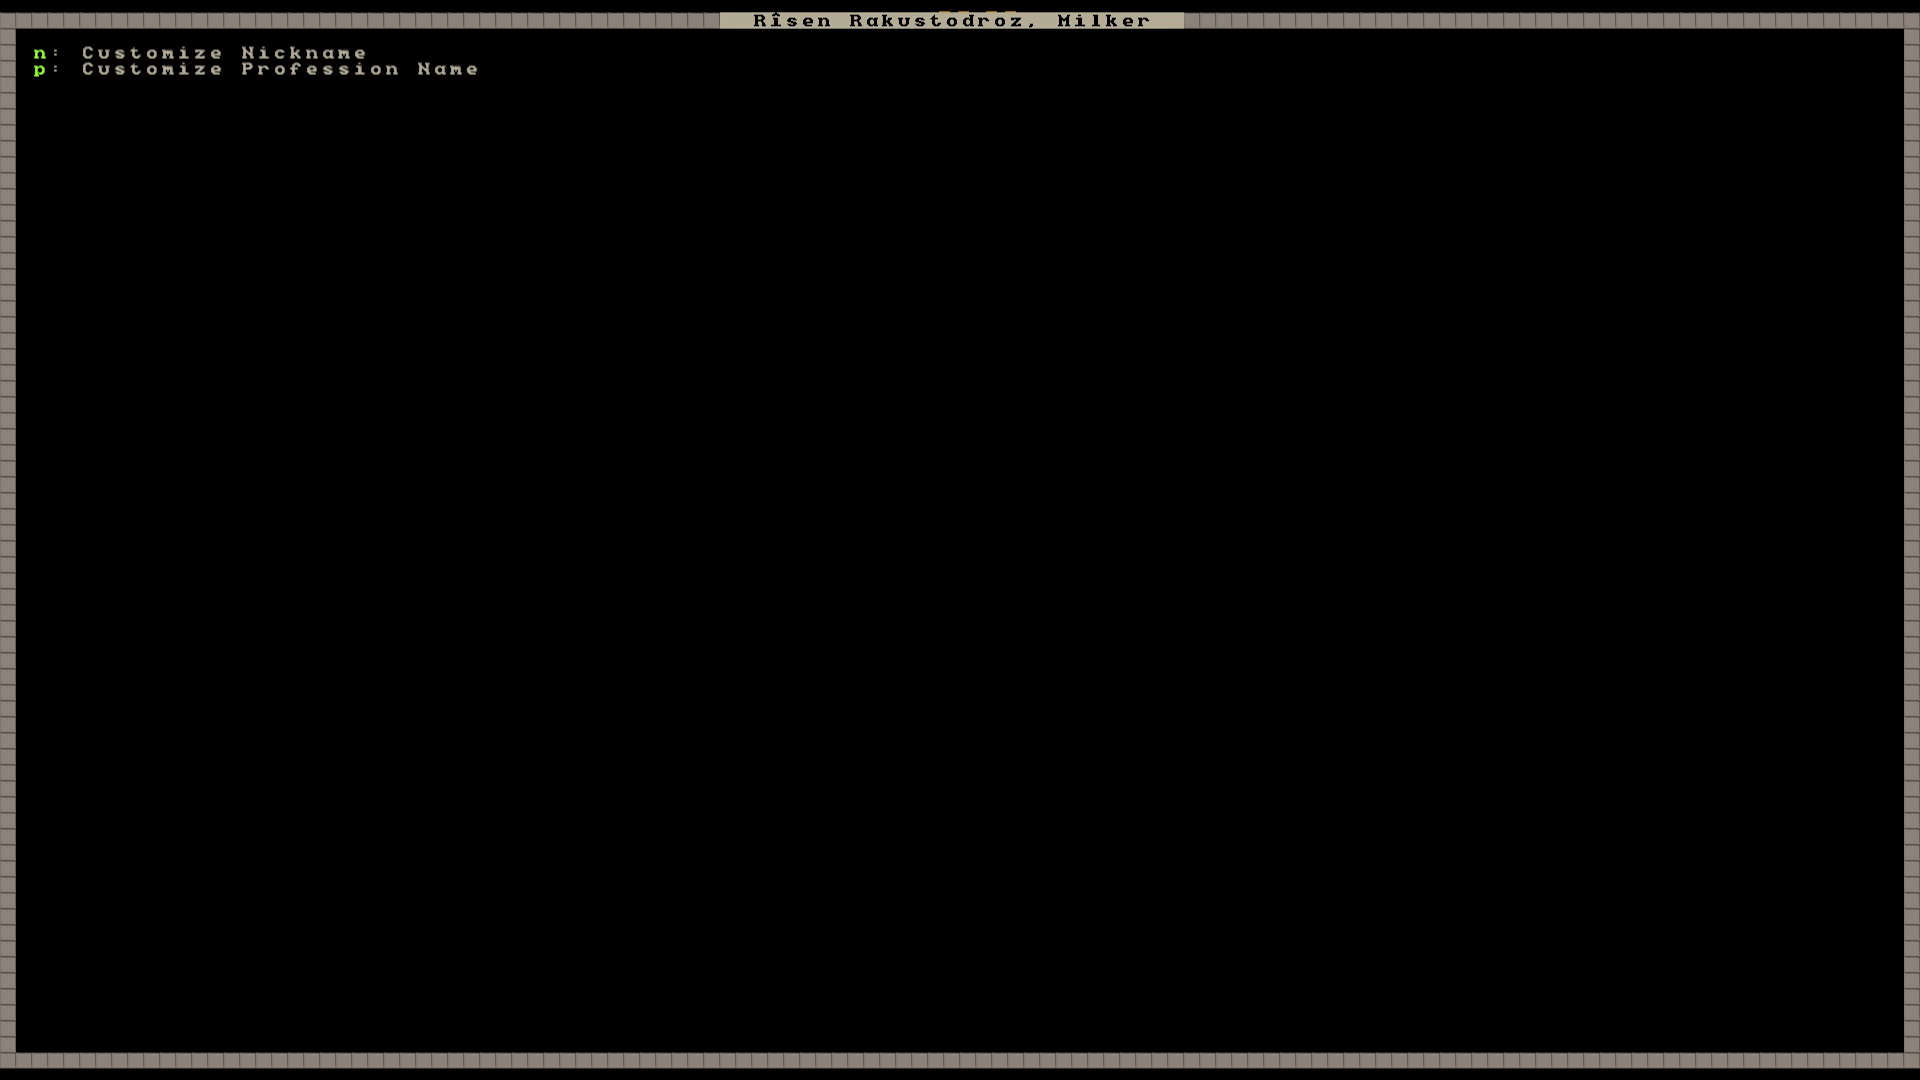 Rîsen Rakustodroz, Milker
n: Customize Nickname
p: Customize Profession Name